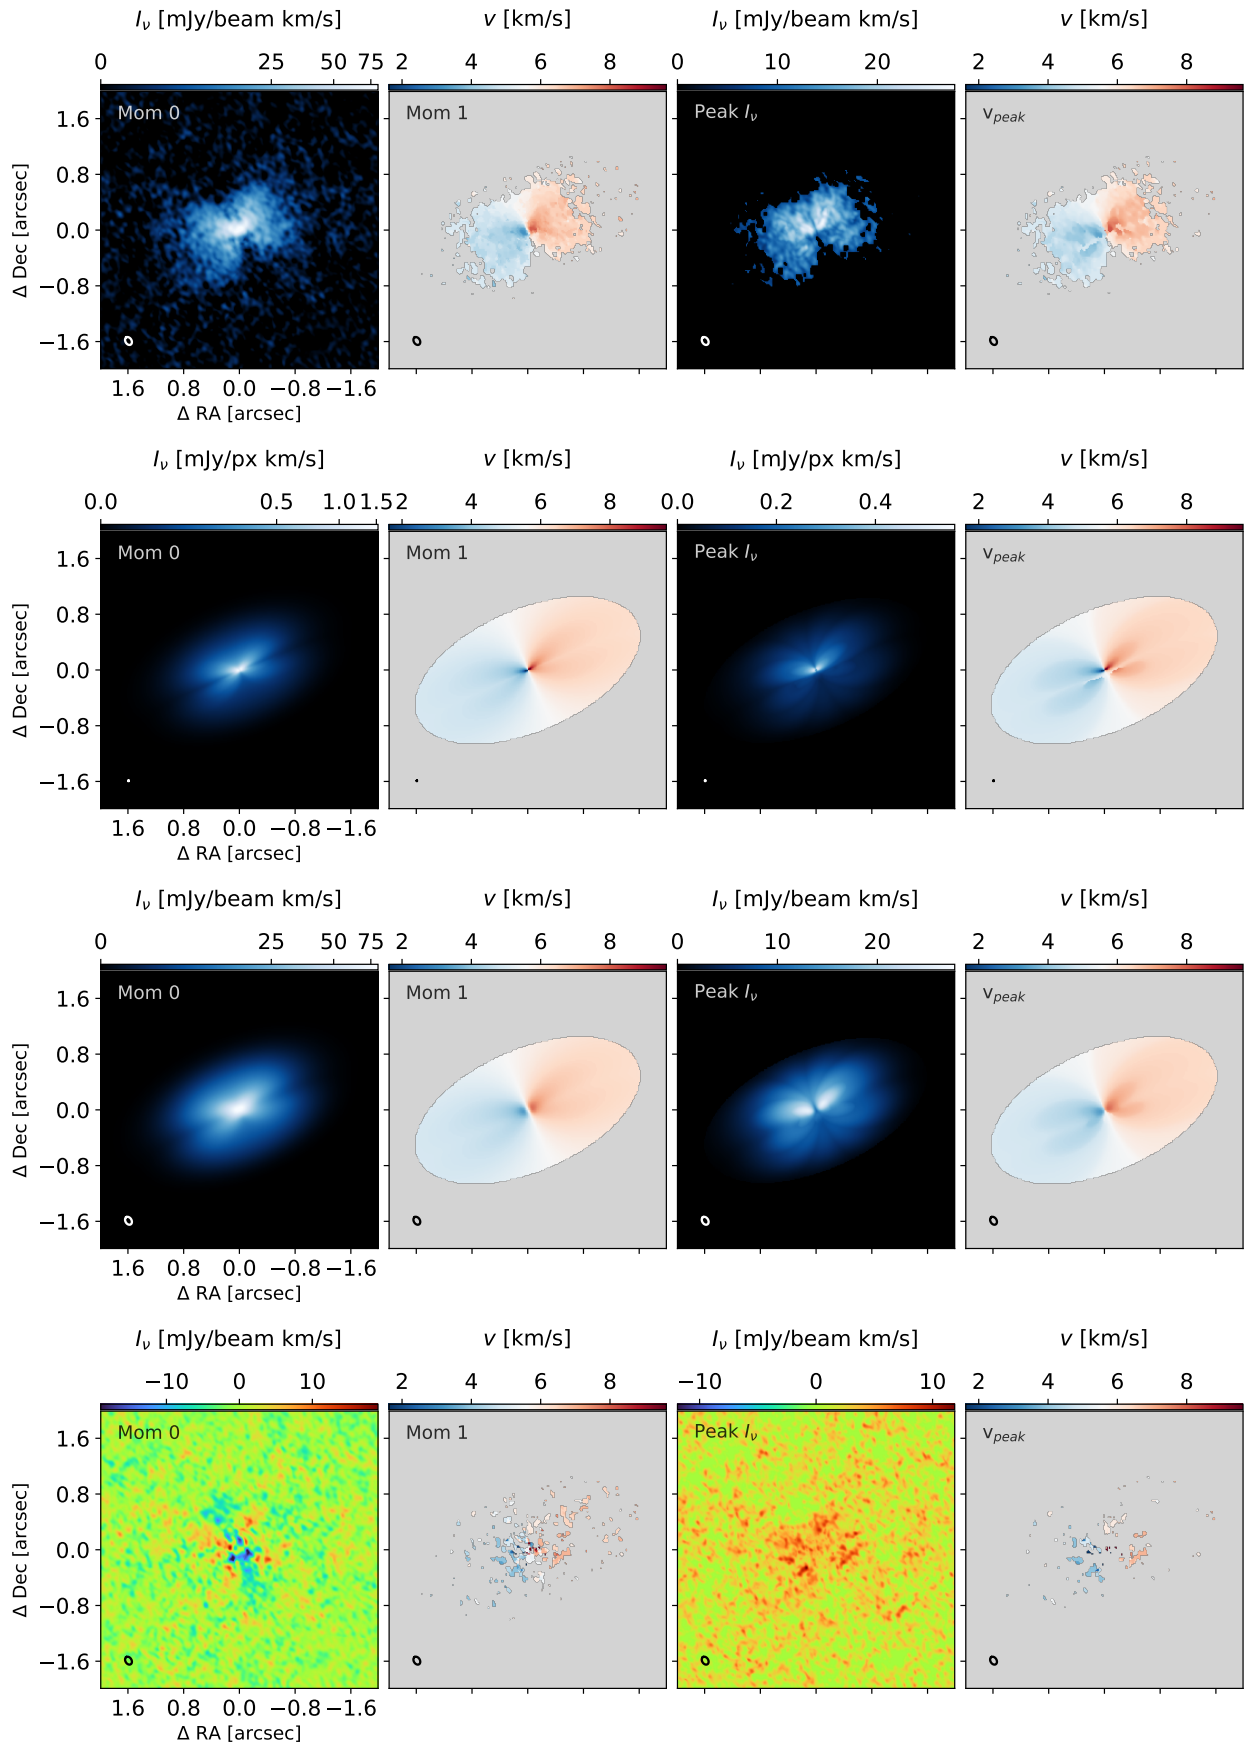 I_ν [mJy/beam km/s] v [km/s] I_ν [mJy/beam km/s] v [km/s]
0 25 50 75 2 4 6 8 0 10 20 2 4 6 8
Mom 0 Mom 1 Peak I_ν v_peak
1.6
0.8
0.0
−0.8
−1.6
Δ Dec [arcsec]
1.6 0.8 0.0 −0.8 −1.6
Δ RA [arcsec]
I_ν [mJy/px km/s] v [km/s] I_ν [mJy/px km/s] v [km/s]
0.0 0.5 1.0 1.5 2 4 6 8 0.0 0.2 0.4 2 4 6 8
Mom 0 Mom 1 Peak I_ν v_peak
1.6
0.8
0.0
−0.8
−1.6
Δ Dec [arcsec]
1.6 0.8 0.0 −0.8 −1.6
Δ RA [arcsec]
I_ν [mJy/beam km/s] v [km/s] I_ν [mJy/beam km/s] v [km/s]
0 25 50 75 2 4 6 8 0 10 20 2 4 6 8
Mom 0 Mom 1 Peak I_ν v_peak
1.6
0.8
0.0
−0.8
−1.6
Δ Dec [arcsec]
1.6 0.8 0.0 −0.8 −1.6
Δ RA [arcsec]
I_ν [mJy/beam km/s] v [km/s] I_ν [mJy/beam km/s] v [km/s]
−10 0 10 2 4 6 8 −10 0 10 2 4 6 8
Mom 0 Mom 1 Peak I_ν v_peak
1.6
0.8
0.0
−0.8
−1.6
Δ Dec [arcsec]
1.6 0.8 0.0 −0.8 −1.6
Δ RA [arcsec]